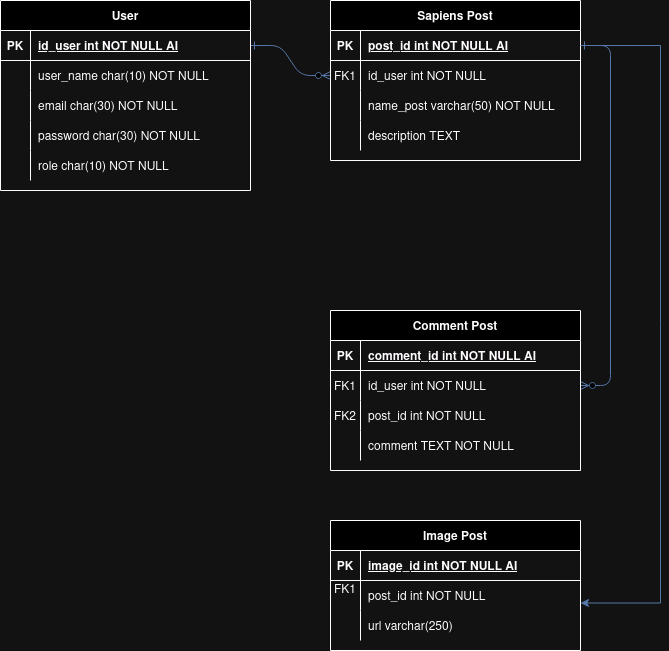 User
PK id_user int NOT NULL AI
user_name char(10) NOT NULL
email char(30) NOT NULL
password char(30) NOT NULL
role char(10) NOT NULL
Sapiens Post
PK post_id int NOT NULL AI
FK1 id_user int NOT NULL
name_post varchar(50) NOT NULL
description TEXT
Comment Post
PK comment_id int NOT NULL AI
FK1 id_user int NOT NULL
FK2 post_id int NOT NULL
comment TEXT NOT NULL
Image Post
PK image_id int NOT NULL AI
FK1 post_id int NOT NULL
url varchar(250)